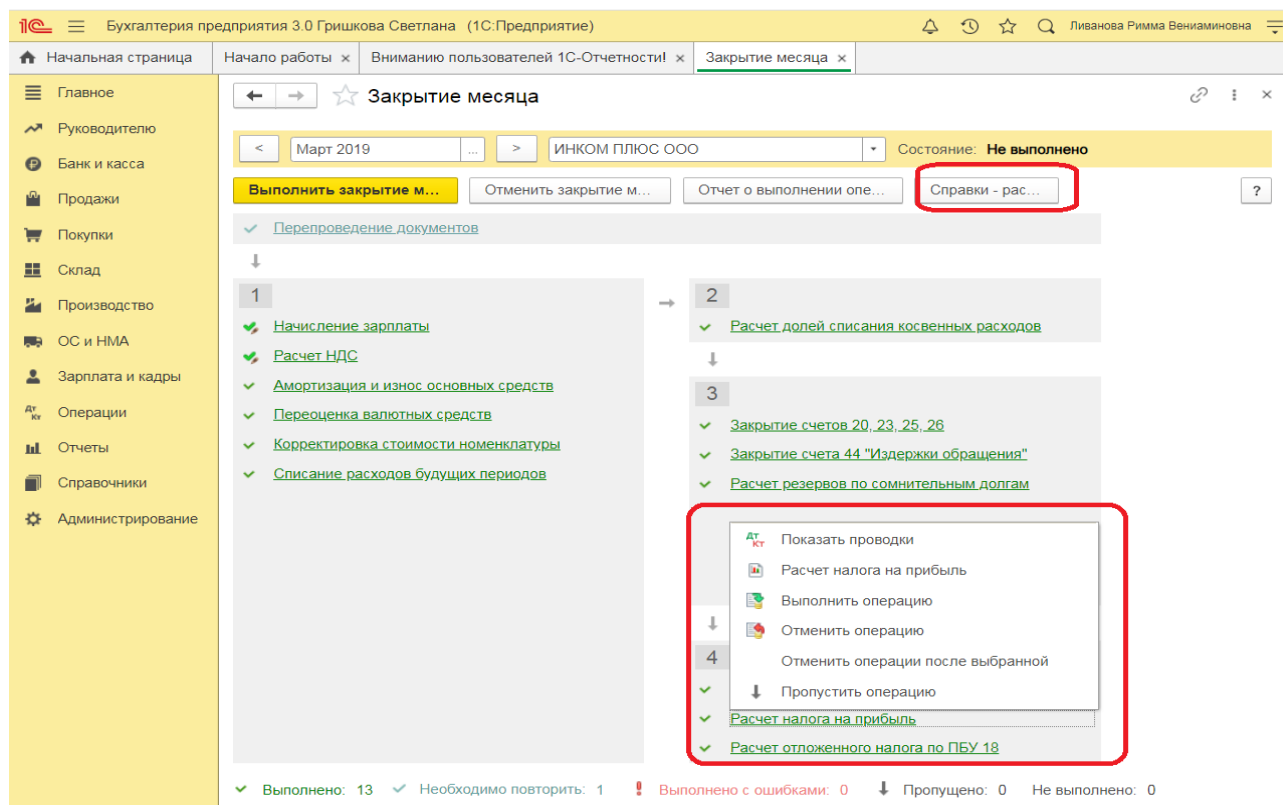 1С Бухгалтерия предприятия 3.0 Гришкова Светлана (1С:Предприятие) Ливанова Римма Вениаминовна
Начальная страница Начало работы × Вниманию пользователей 1С-Отчетности! × Закрытие месяца ×
Главное
Руководителю
Банк и касса
Продажи
Покупки
Склад
Производство
ОС и НМА
Зарплата и кадры
Дт Кт Операции
Отчеты
Справочники
Администрирование
Закрытие месяца
< Март 2019 ... > ИНКОМ ПЛЮС ООО Состояние: Не выполнено
Выполнить закрытие м... Отменить закрытие м... Отчет о выполнении опе... Справки - рас... ?
Перепроведение документов
1
Начисление зарплаты
Расчет НДС
Амортизация и износ основных средств
Переоценка валютных средств
Корректировка стоимости номенклатуры
Списание расходов будущих периодов
2
Расчет долей списания косвенных расходов
3
Закрытие счетов 20, 23, 25, 26
Закрытие счета 44 "Издержки обращения"
Расчет резервов по сомнительным долгам
Дт Кт Показать проводки
Расчет налога на прибыль
Выполнить операцию
Отменить операцию
Отменить операции после выбранной
Пропустить операцию
4
Расчет налога на прибыль
Расчет отложенного налога по ПБУ 18
Выполнено: 13 Необходимо повторить: 1 Выполнено с ошибками: 0 Пропущено: 0 Не выполнено: 0